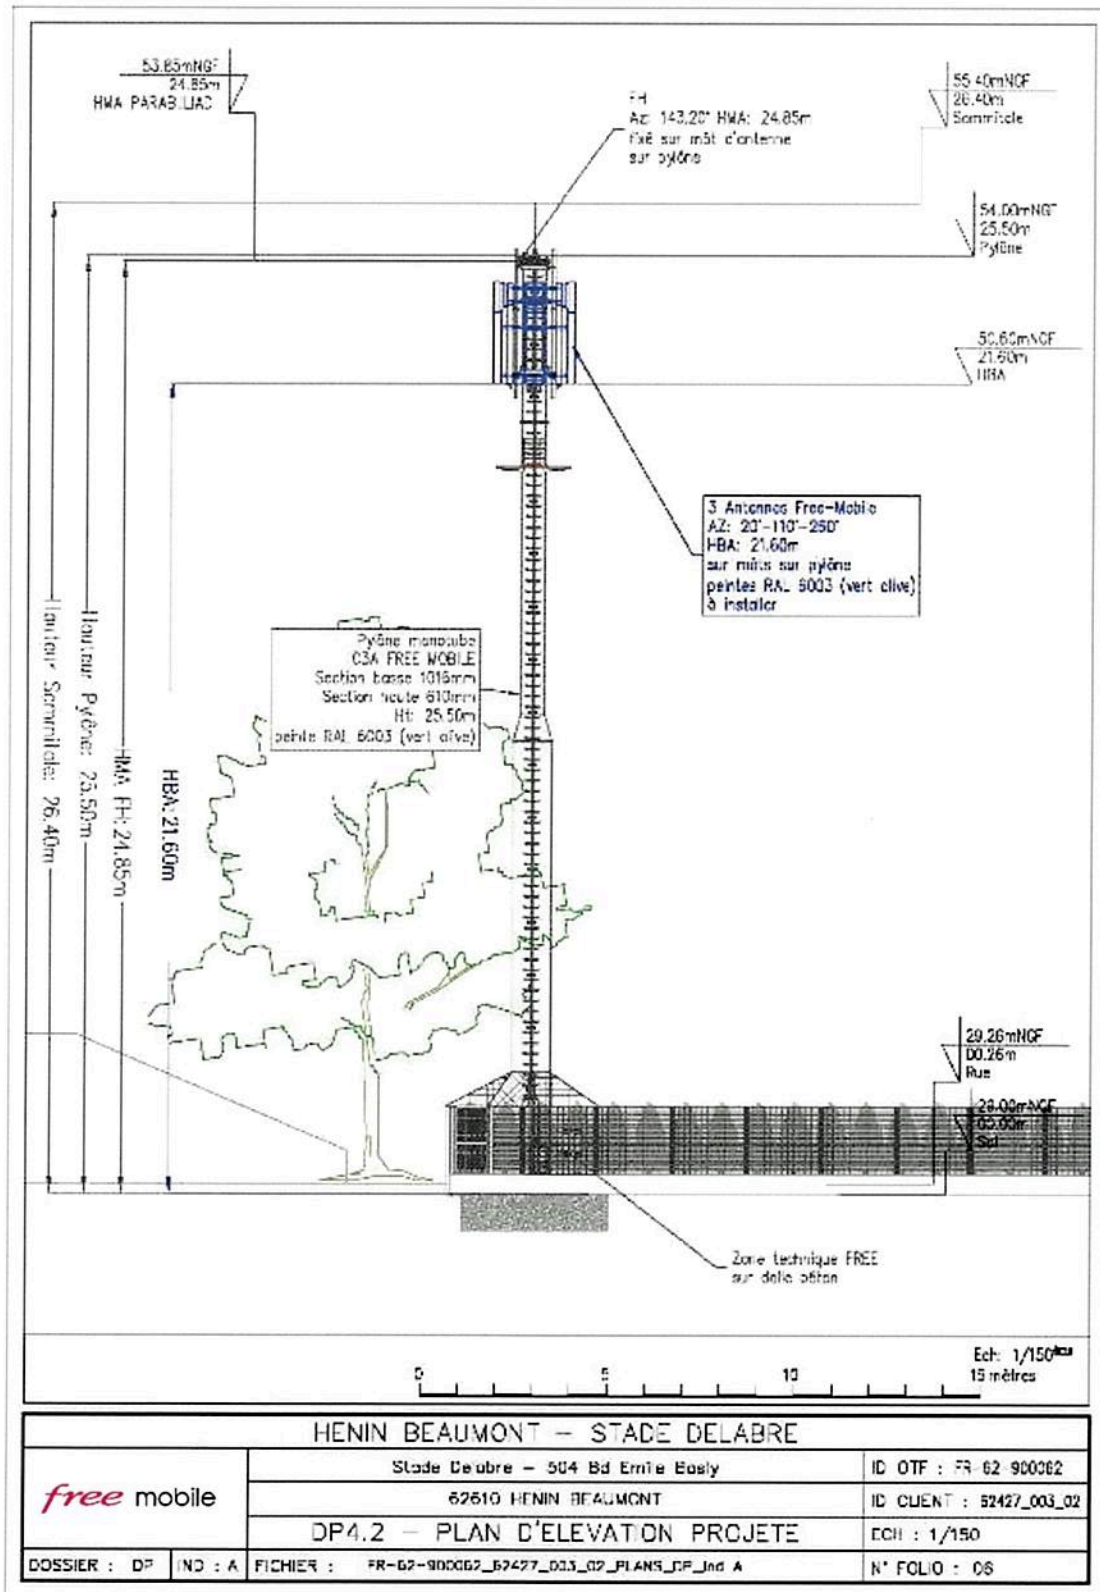 53.85mNGF
24.85m
HMA PARAB.LIAD
FH
Az: 143.20° HMA: 24.85m
fixé sur mât d'antenne
sur pylône
55.40mNGF
26.40m
Sommitale
54.00mNGF
25.50m
Pylône
50.60mNGF
21.60m
HBA
3 Antennes Free-Mobile
AZ: 20°-110°-260°
HBA: 21.60m
sur mâts sur pylône
peintes RAL 6003 (vert olive)
à installer
Pylône monotube
C3A FREE MOBILE
Section basse 1016mm
Section haute 610mm
Ht: 25.50m
peinte RAL 6003 (vert olive)
Hauteur Sommitale: 26.40m
Hauteur Pylône: 25.50m
HMA FH: 24.85m
HBA: 21.60m
29.26mNGF
00.26m
Rue
29.00mNGF
00.00m
Sol
Zone technique FREE
sur dalle béton
Ech: 1/150
0 5 10 15 mètres
HENIN BEAUMONT – STADE DELABRE
free mobile
Stade Delabre – 504 Bd Emile Basly
ID OTF : FR-62-900062
62610 HENIN BEAUMONT
ID CLIENT : 62427_003_02
DP4.2 – PLAN D'ELEVATION PROJETE
ECH : 1/150
DOSSIER : DP
IND : A
FICHIER : FR-62-900062_62427_003_02_PLANS_DP_Ind A
N° FOLIO : 06